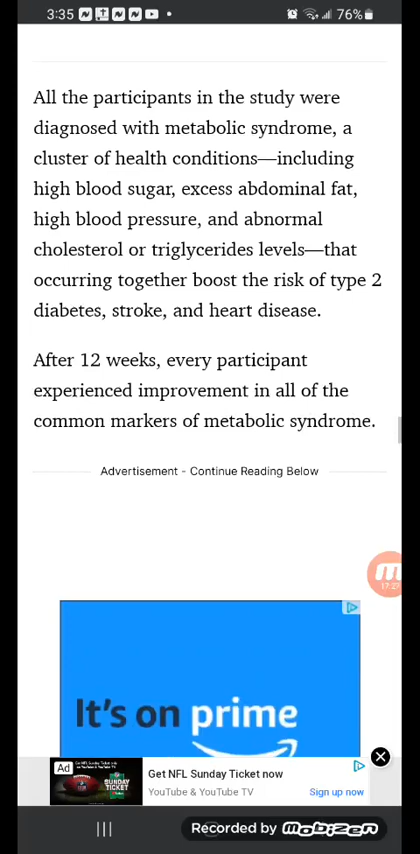 3:35
76%
All the participants in the study were
diagnosed with metabolic syndrome, a
cluster of health conditions—including
high blood sugar, excess abdominal fat,
high blood pressure, and abnormal
cholesterol or triglycerides levels—that
occurring together boost the risk of type 2
diabetes, stroke, and heart disease.
After 12 weeks, every participant
experienced improvement in all of the
common markers of metabolic syndrome.
Advertisement - Continue Reading Below
17:27
It's on prime
Ad
SUNDAY
TICKET
Get NFL Sunday Ticket now
YouTube & YouTube TV
Sign up now
Recorded by mobizen